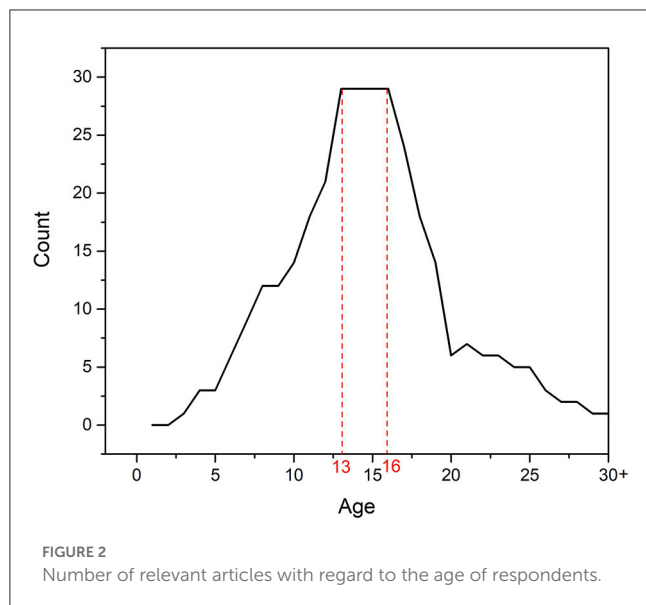 30
25
20
15
10
5
0
Count
0 5 10 13 15 16 20 25 30+
Age
FIGURE 2
Number of relevant articles with regard to the age of respondents.